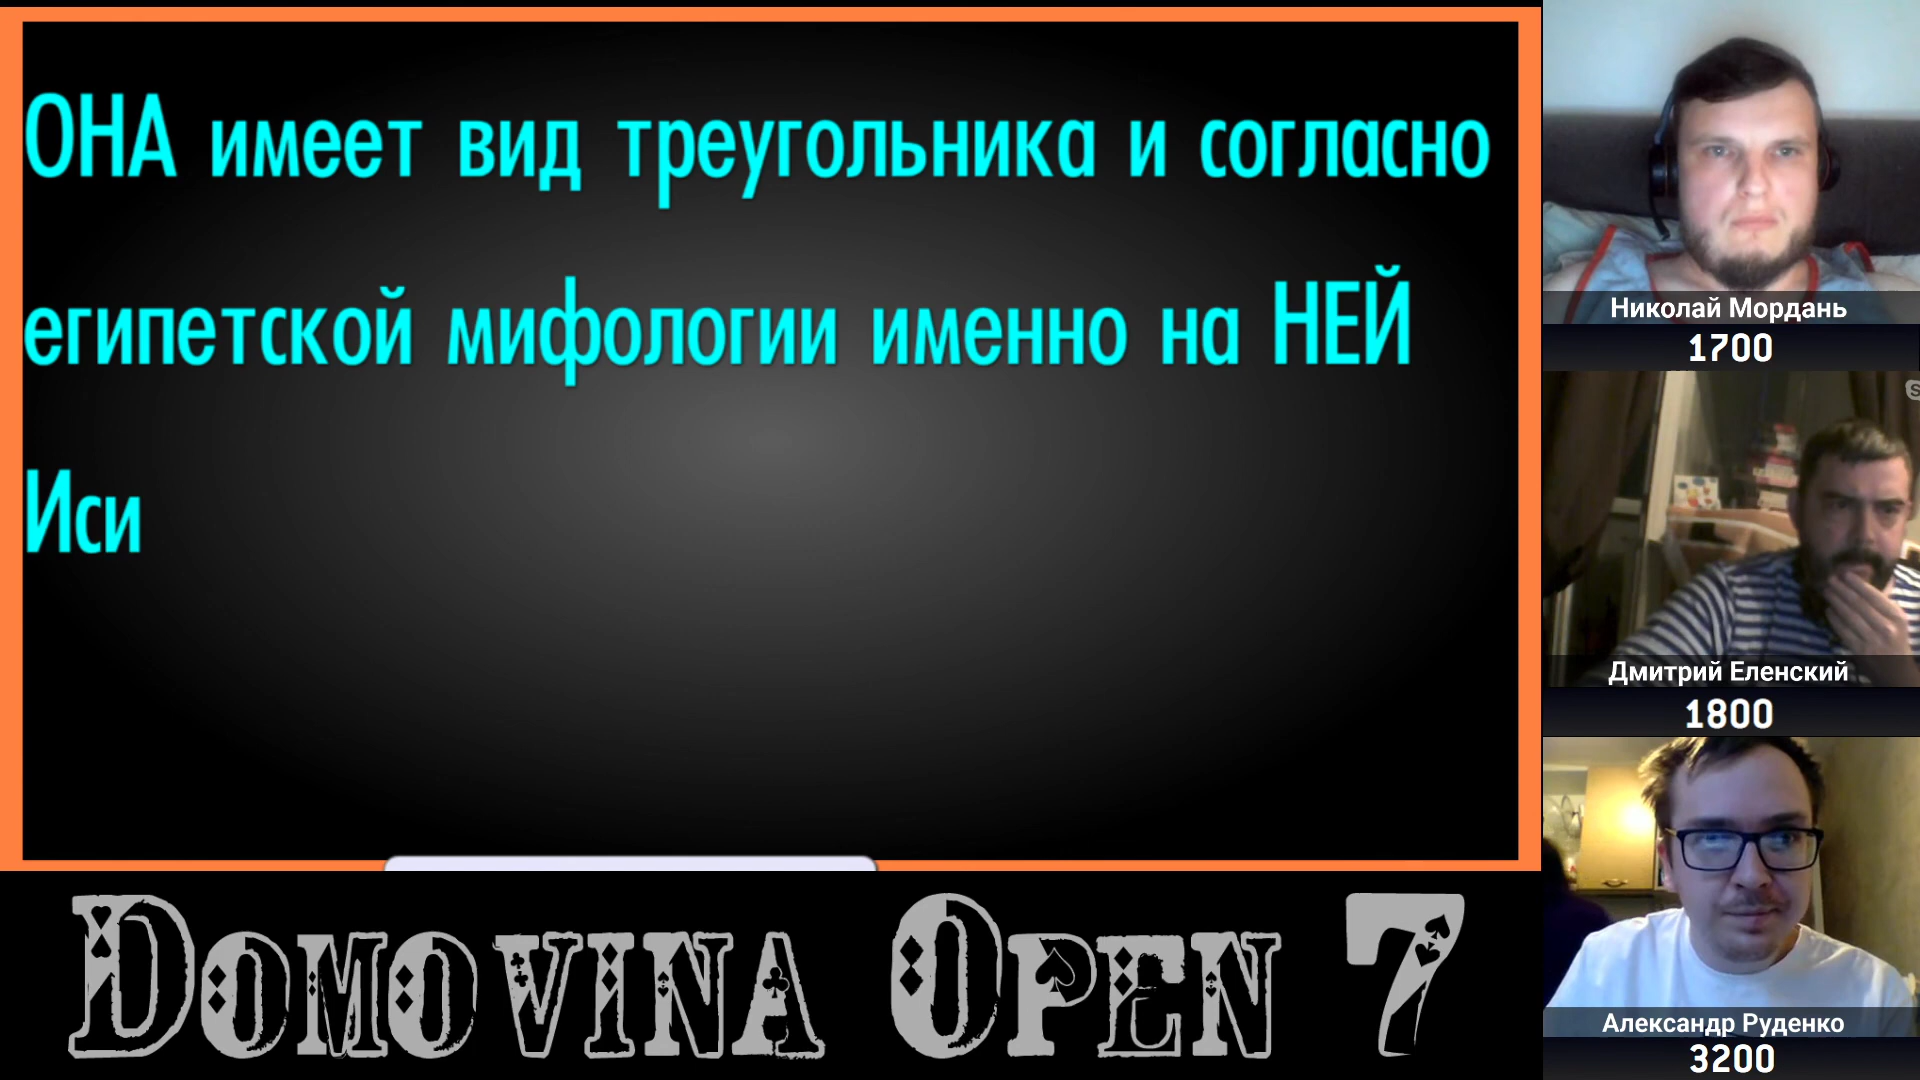 ОНА имеет вид треугольника и согласно
египетской мифологии именно на НЕЙ
Иси
Николай Мордань
1700
S
Дмитрий Еленский
1800
Александр Руденко
3200
Domovina Open 7